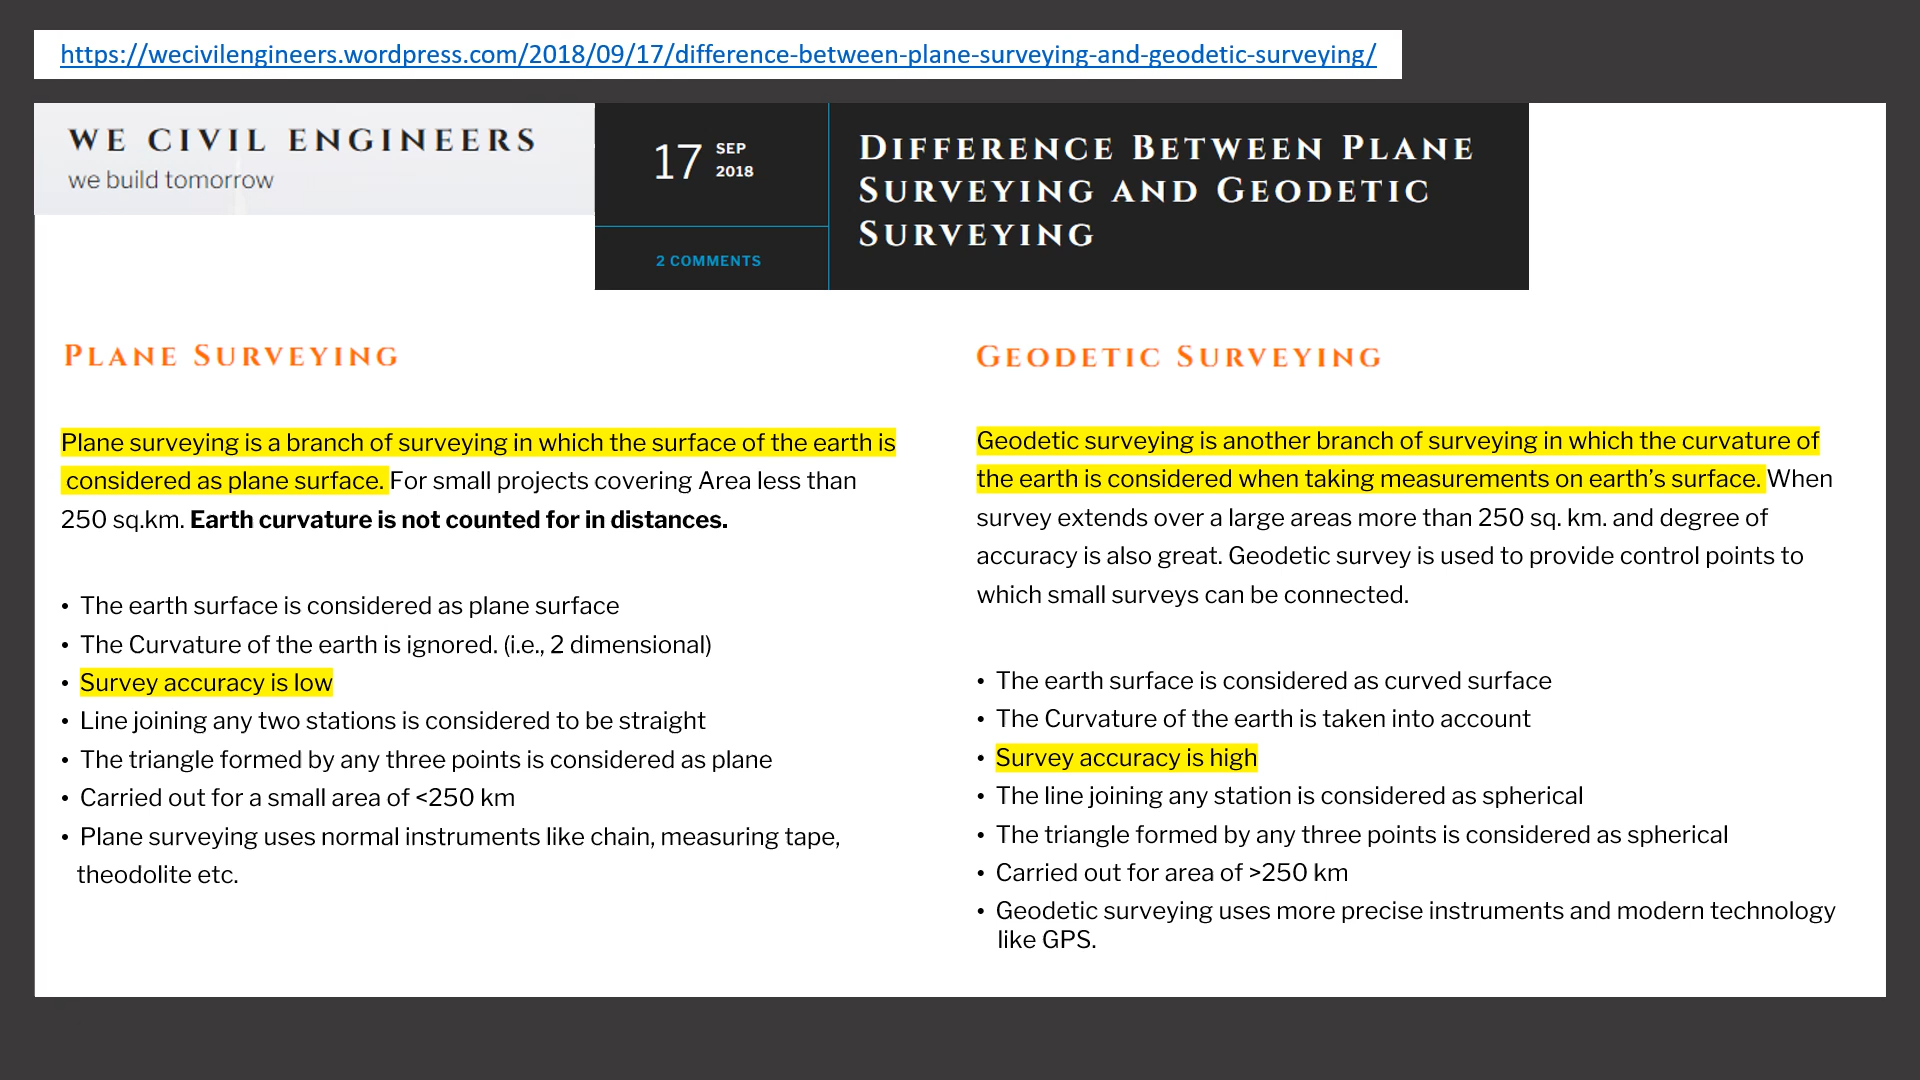 https://wecivilengineers.wordpress.com/2018/09/17/difference-between-plane-surveying-and-geodetic-surveying/
WE CIVIL ENGINEERS
we build tomorrow
17 SEP 2018
2 COMMENTS
Difference Between Plane
Surveying and Geodetic
Surveying
Plane Surveying
Plane surveying is a branch of surveying in which the surface of the earth is
considered as plane surface. For small projects covering Area less than
250 sq.km. Earth curvature is not counted for in distances.
• The earth surface is considered as plane surface
• The Curvature of the earth is ignored. (i.e., 2 dimensional)
• Survey accuracy is low
• Line joining any two stations is considered to be straight
• The triangle formed by any three points is considered as plane
• Carried out for a small area of <250 km
• Plane surveying uses normal instruments like chain, measuring tape,
theodolite etc.
Geodetic Surveying
Geodetic surveying is another branch of surveying in which the curvature of
the earth is considered when taking measurements on earth's surface. When
survey extends over a large areas more than 250 sq. km. and degree of
accuracy is also great. Geodetic survey is used to provide control points to
which small surveys can be connected.
• The earth surface is considered as curved surface
• The Curvature of the earth is taken into account
• Survey accuracy is high
• The line joining any station is considered as spherical
• The triangle formed by any three points is considered as spherical
• Carried out for area of >250 km
• Geodetic surveying uses more precise instruments and modern technology
like GPS.